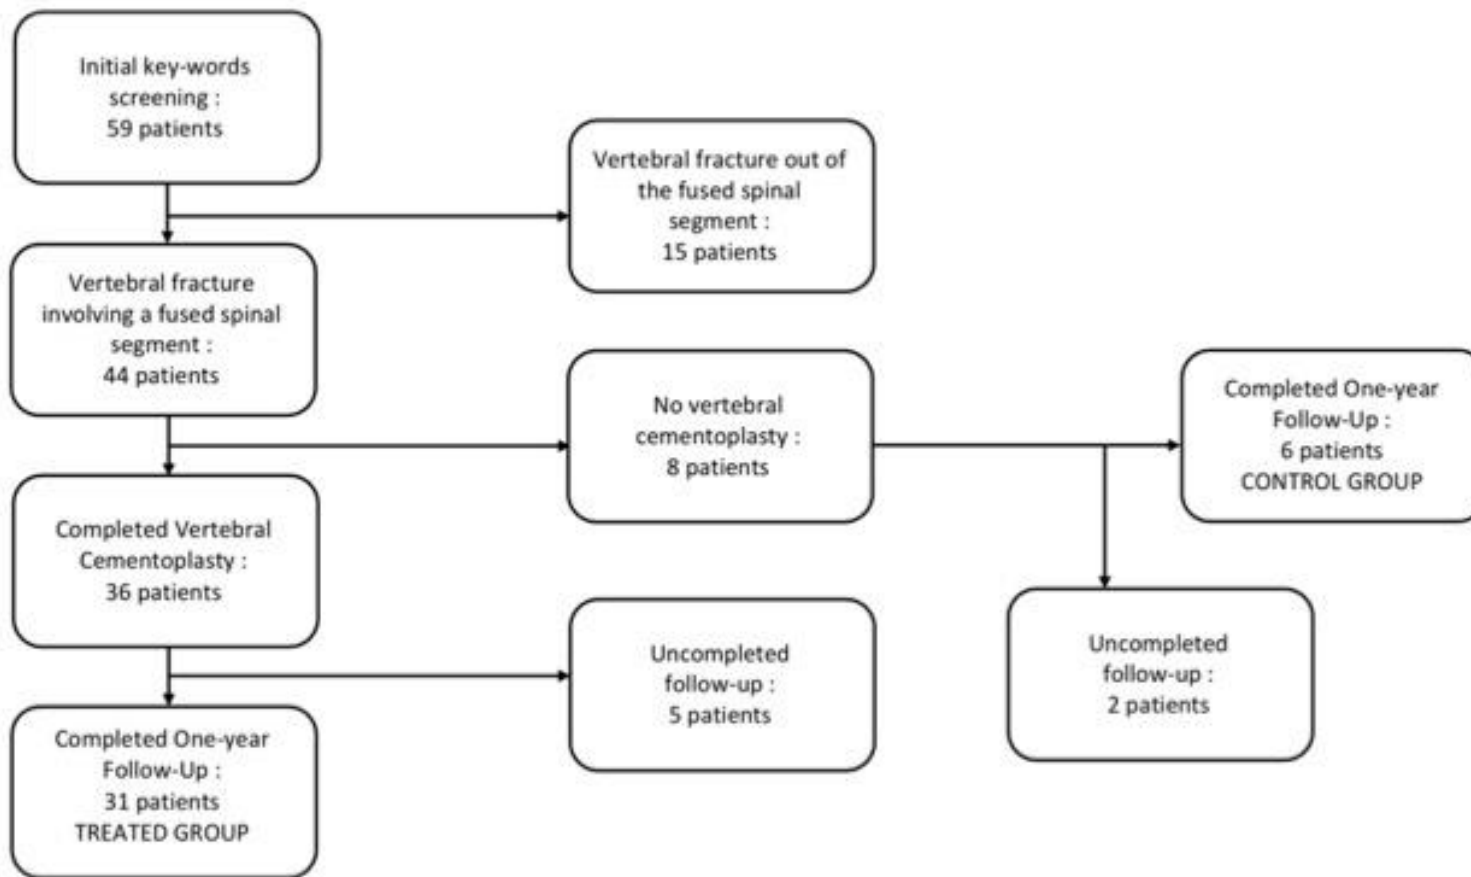 Initial key-words
screening :
59 patients
Vertebral fracture out of
the fused spinal
segment :
15 patients
Vertebral fracture
involving a fused spinal
segment :
44 patients
No vertebral
cementoplasty :
8 patients
Completed One-year
Follow-Up :
6 patients
CONTROL GROUP
Completed Vertebral
Cementoplasty :
36 patients
Uncompleted
follow-up :
5 patients
Uncompleted
follow-up :
2 patients
Completed One-year
Follow-Up :
31 patients
TREATED GROUP